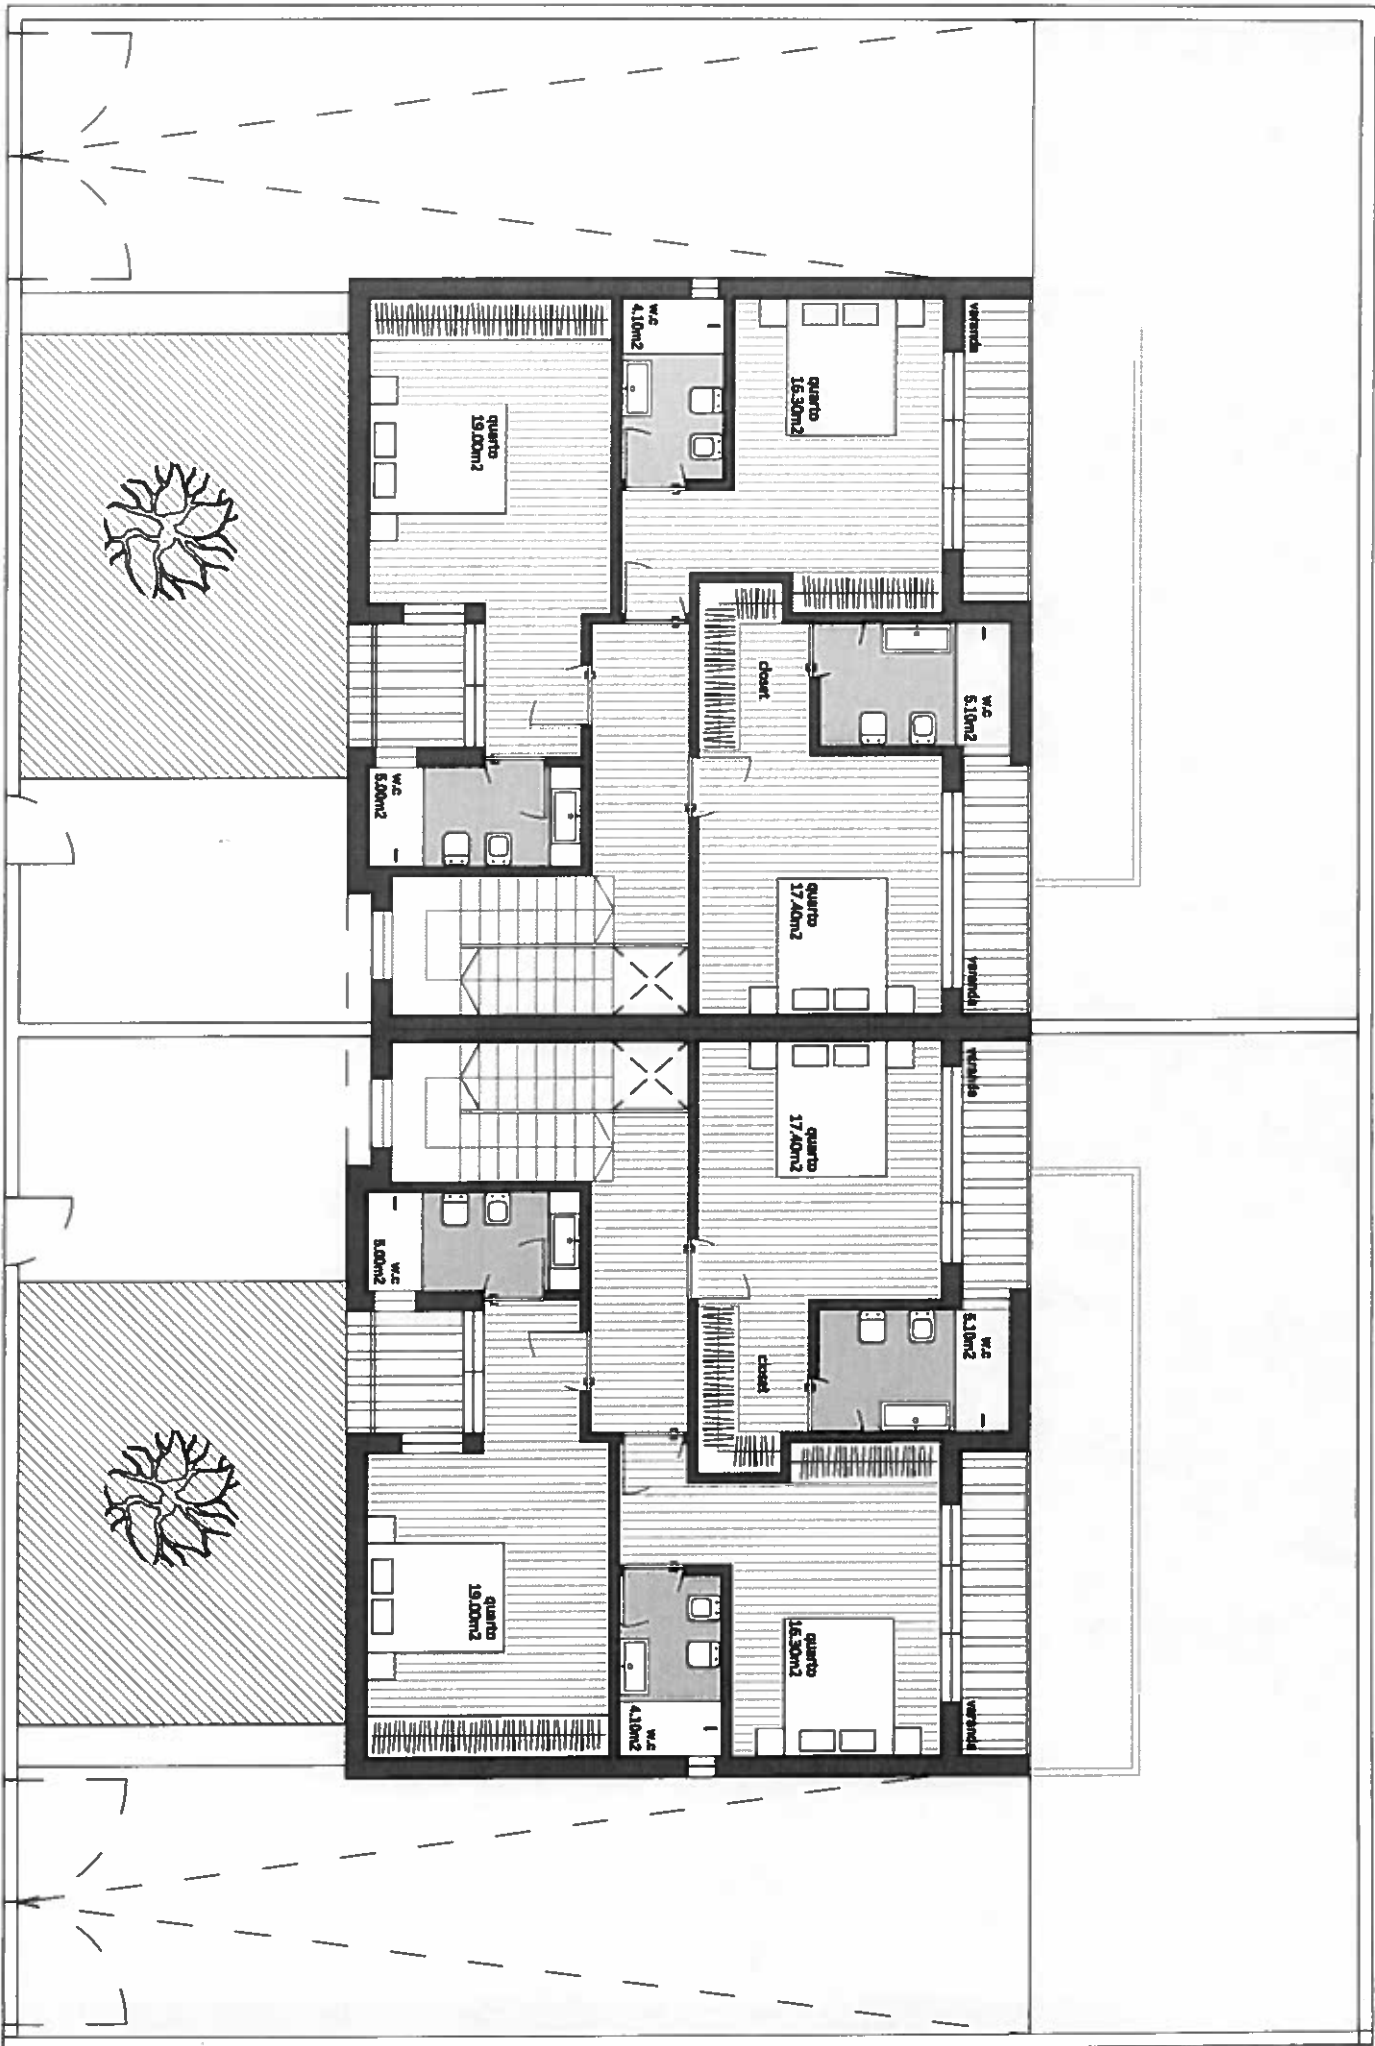 varanda
w.c
4.10m2
quarto
16.30m2
quarto
19.00m2
closet
w.c
5.10m2
w.c
5.00m2
quarto
17.40m2
varanda
varanda
quarto
17.40m2
w.c
5.00m2
w.c
5.10m2
closet
quarto
19.00m2
quarto
16.30m2
w.c
4.10m2
varanda